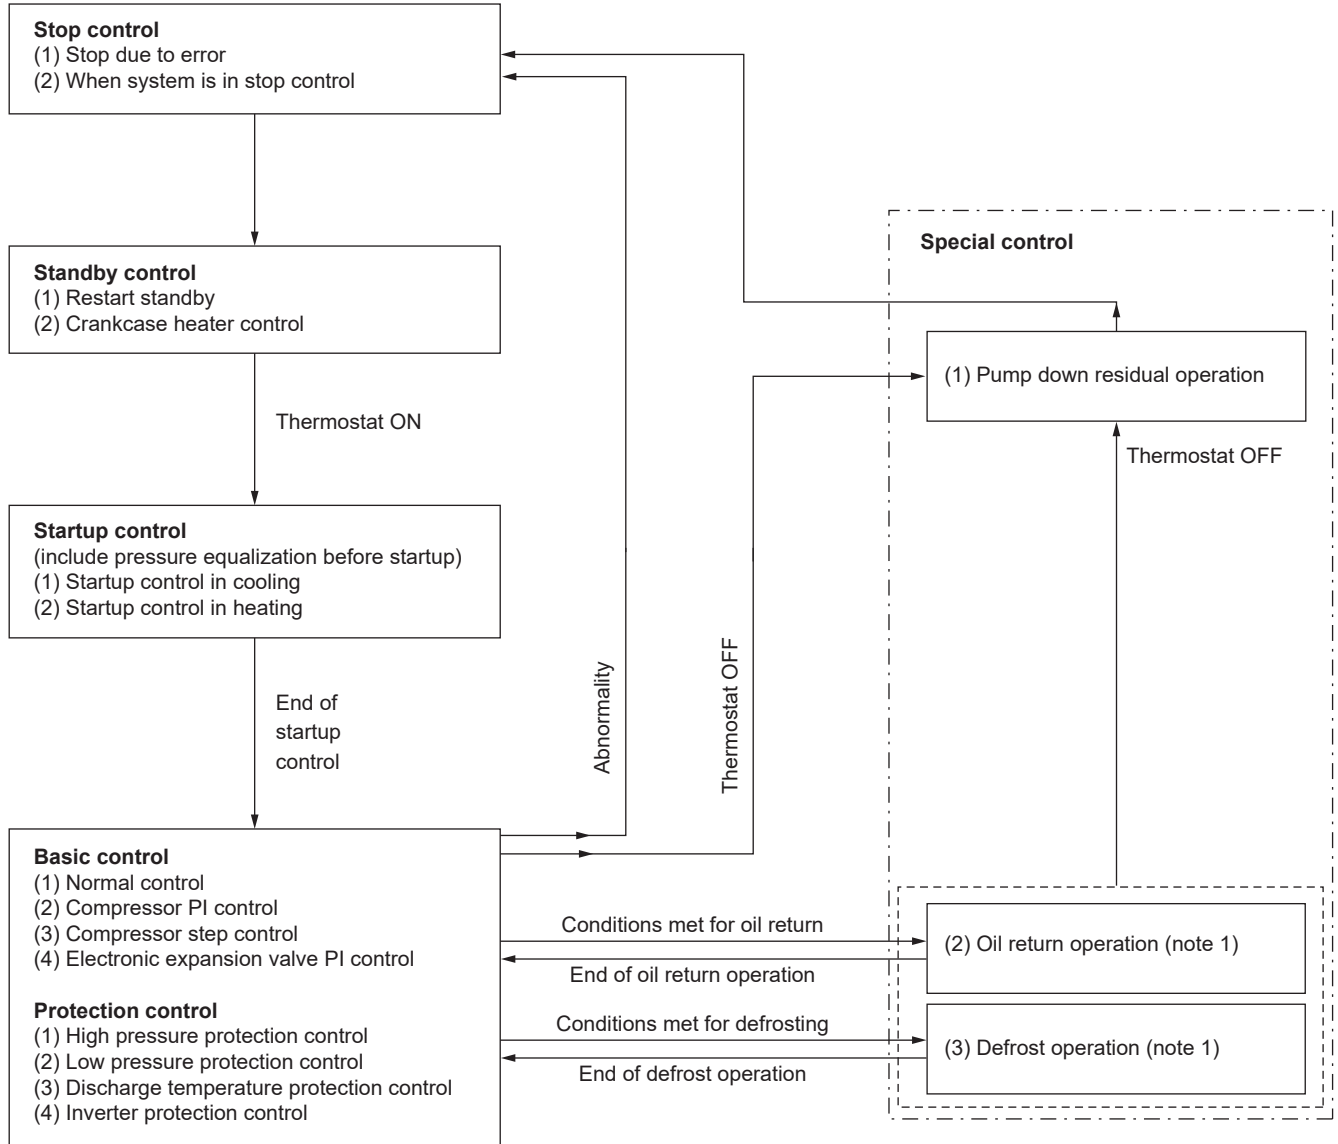 Stop control
(1) Stop due to error
(2) When system is in stop control
Special control
Standby control
(1) Restart standby
(2) Crankcase heater control
(1) Pump down residual operation
Thermostat ON
Thermostat OFF
Startup control
(include pressure equalization before startup)
(1) Startup control in cooling
(2) Startup control in heating
End of
startup
control
Abnormality
Thermostat OFF
Basic control
(1) Normal control
(2) Compressor PI control
(3) Compressor step control
(4) Electronic expansion valve PI control
Conditions met for oil return
End of oil return operation
(2) Oil return operation (note 1)
Protection control
(1) High pressure protection control
(2) Low pressure protection control
(3) Discharge temperature protection control
(4) Inverter protection control
Conditions met for defrosting
End of defrost operation
(3) Defrost operation (note 1)